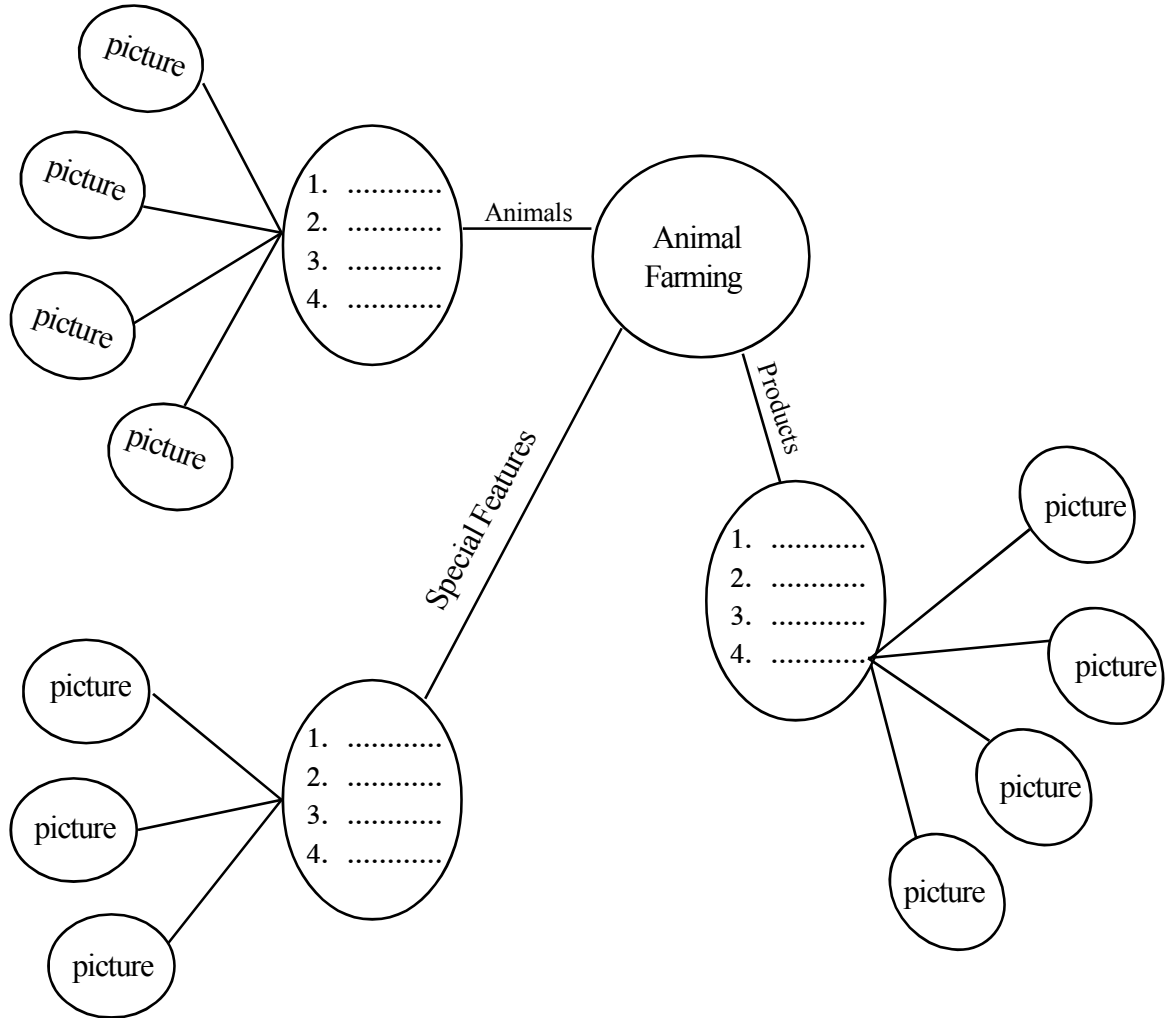 picture
picture
picture
picture
1. ............
2. ............
3. ............
4. ............
Animals
Animal
Farming
Products
1. ............
2. ............
3. ............
4. ............
picture
picture
picture
picture
Special Features
1. ............
2. ............
3. ............
4. ............
picture
picture
picture